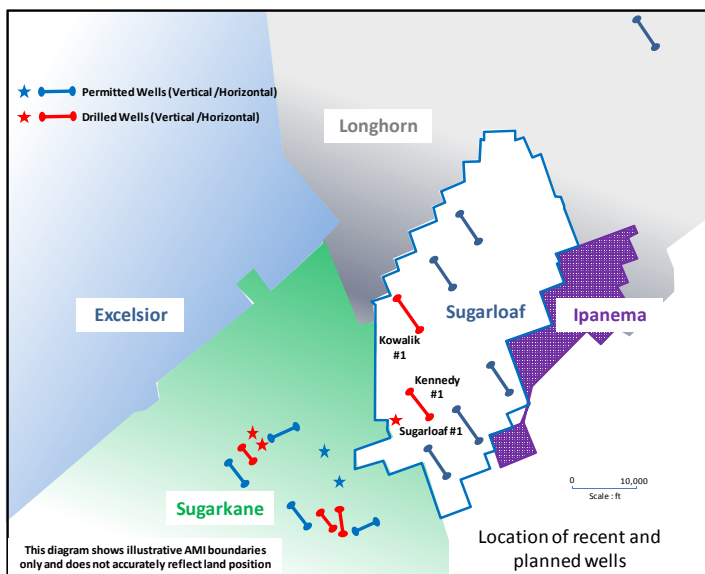 Permitted Wells (Vertical /Horizontal)
Drilled Wells (Vertical /Horizontal)
Longhorn
Excelsior
Sugarloaf
Ipanema
Kowalik
#1
Kennedy
#1
Sugarloaf #1
Sugarkane
0 10,000
Scale : ft
This diagram shows illustrative AMI boundaries
only and does not accurately reflect land position
Location of recent and
planned wells